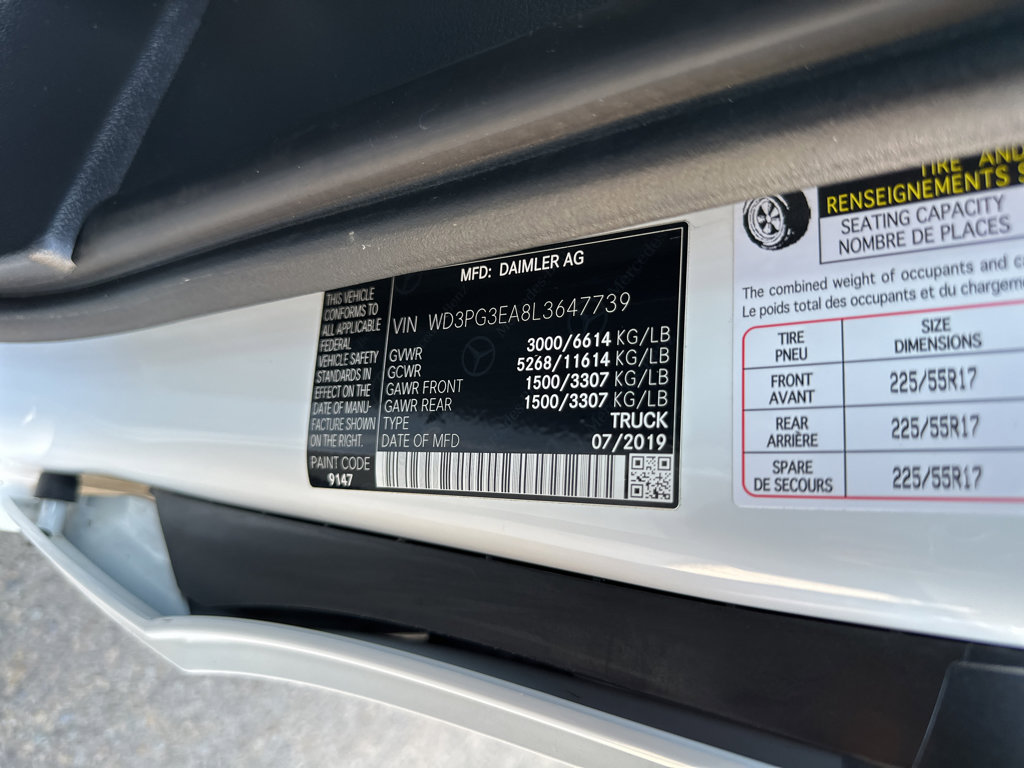 MFD: DAIMLER AG
THIS VEHICLE
CONFORMS TO
ALL APPLICABLE
FEDERAL
VEHICLE SAFETY
STANDARDS IN
EFFECT ON THE
DATE OF MANU-
FACTURE SHOWN
ON THE RIGHT.
PAINT CODE
9147
VIN WD3PG3EA8L3647739
GVWR 3000/6614 KG/LB
GCWR 5268/11614 KG/LB
GAWR FRONT 1500/3307 KG/LB
GAWR REAR 1500/3307 KG/LB
TYPE TRUCK
DATE OF MFD 07/2019
TIRE AND
RENSEIGNEMENTS S
SEATING CAPACITY
NOMBRE DE PLACES
The combined weight of occupants and
Le poids total des occupants et du
TIRE
PNEU
SIZE
DIMENSIONS
FRONT
AVANT
225/55R17
REAR
ARRIÈRE
225/55R17
SPARE
DE SECOURS
225/55R17